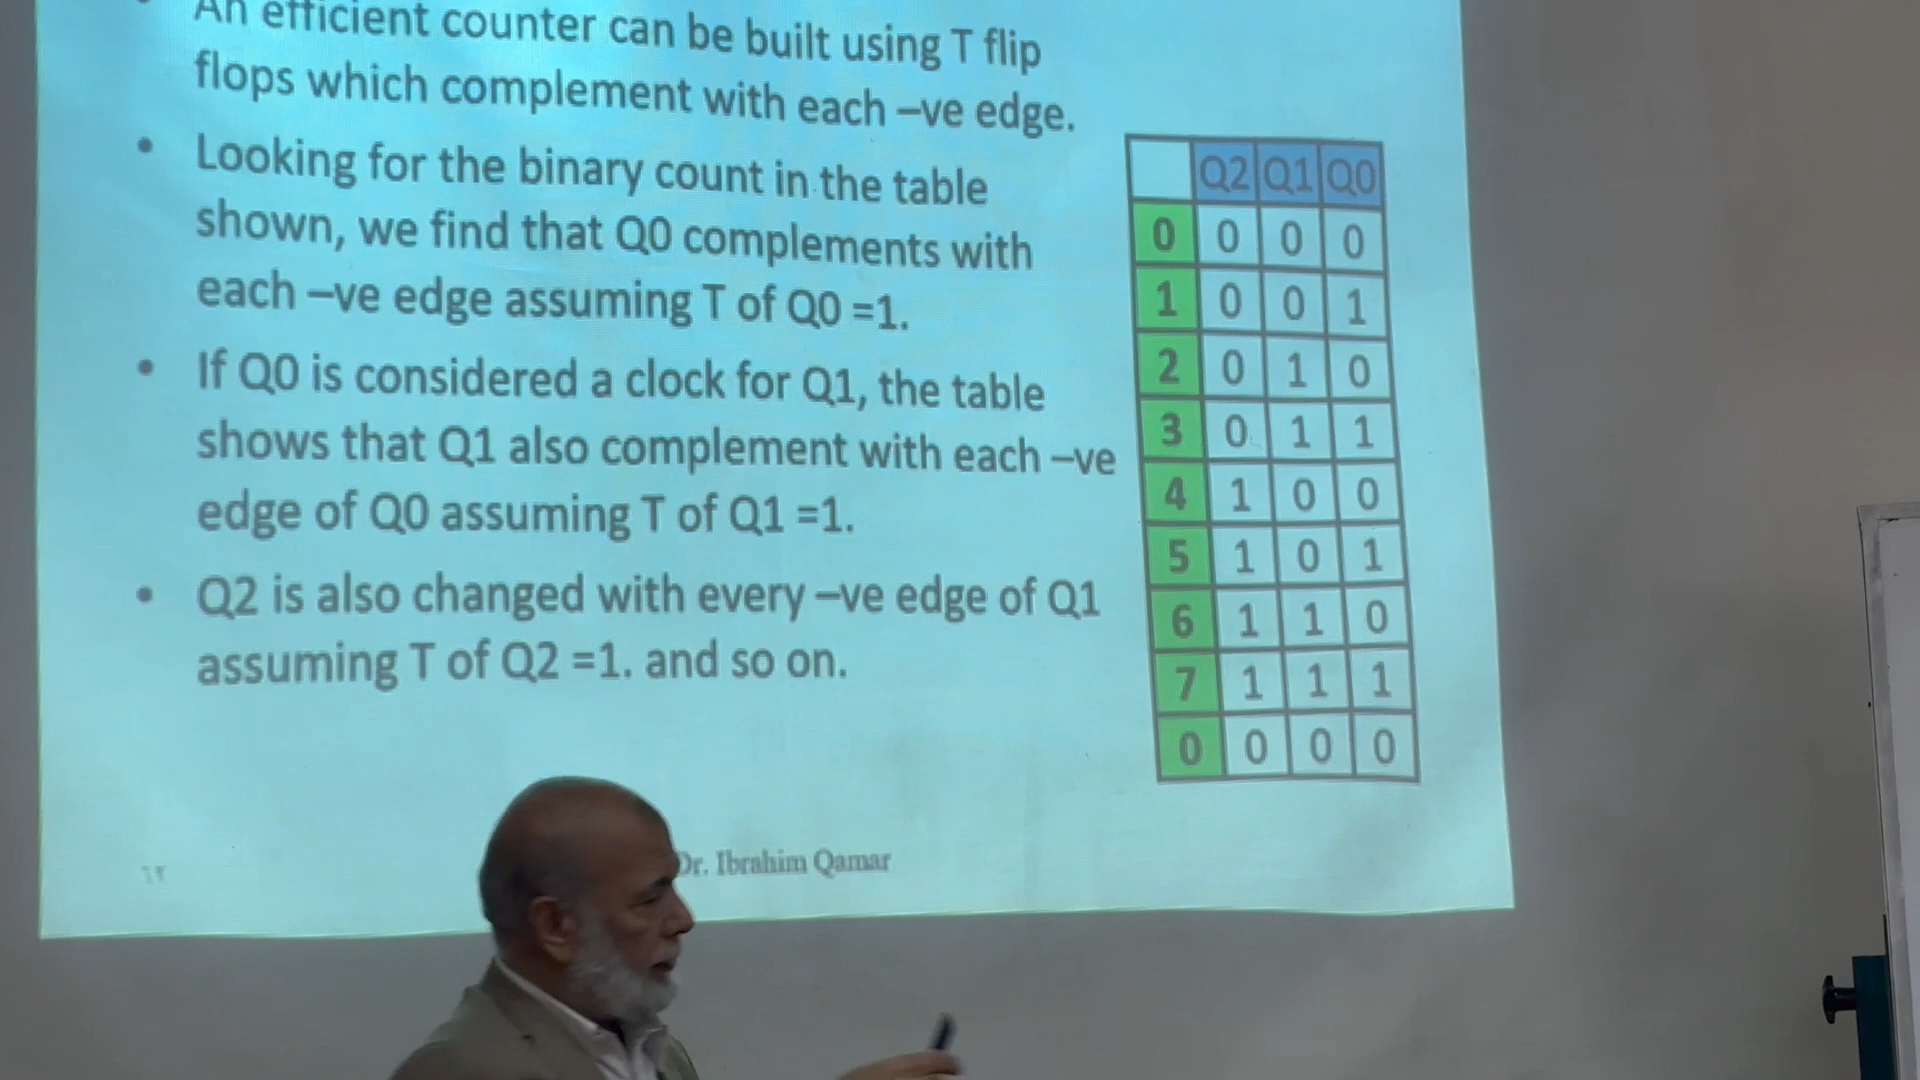 An efficient counter can be built using T flip
flops which complement with each –ve edge.
• Looking for the binary count in the table
shown, we find that Q0 complements with
each –ve edge assuming T of Q0 =1.
• If Q0 is considered a clock for Q1, the table
shows that Q1 also complement with each –ve
edge of Q0 assuming T of Q1 =1.
• Q2 is also changed with every –ve edge of Q1
assuming T of Q2 =1. and so on.
Q2 Q1 Q0
0 0 0 0
1 0 0 1
2 0 1 0
3 0 1 1
4 1 0 0
5 1 0 1
6 1 1 0
7 1 1 1
0 0 0 0
Dr. Ibrahim Qamar